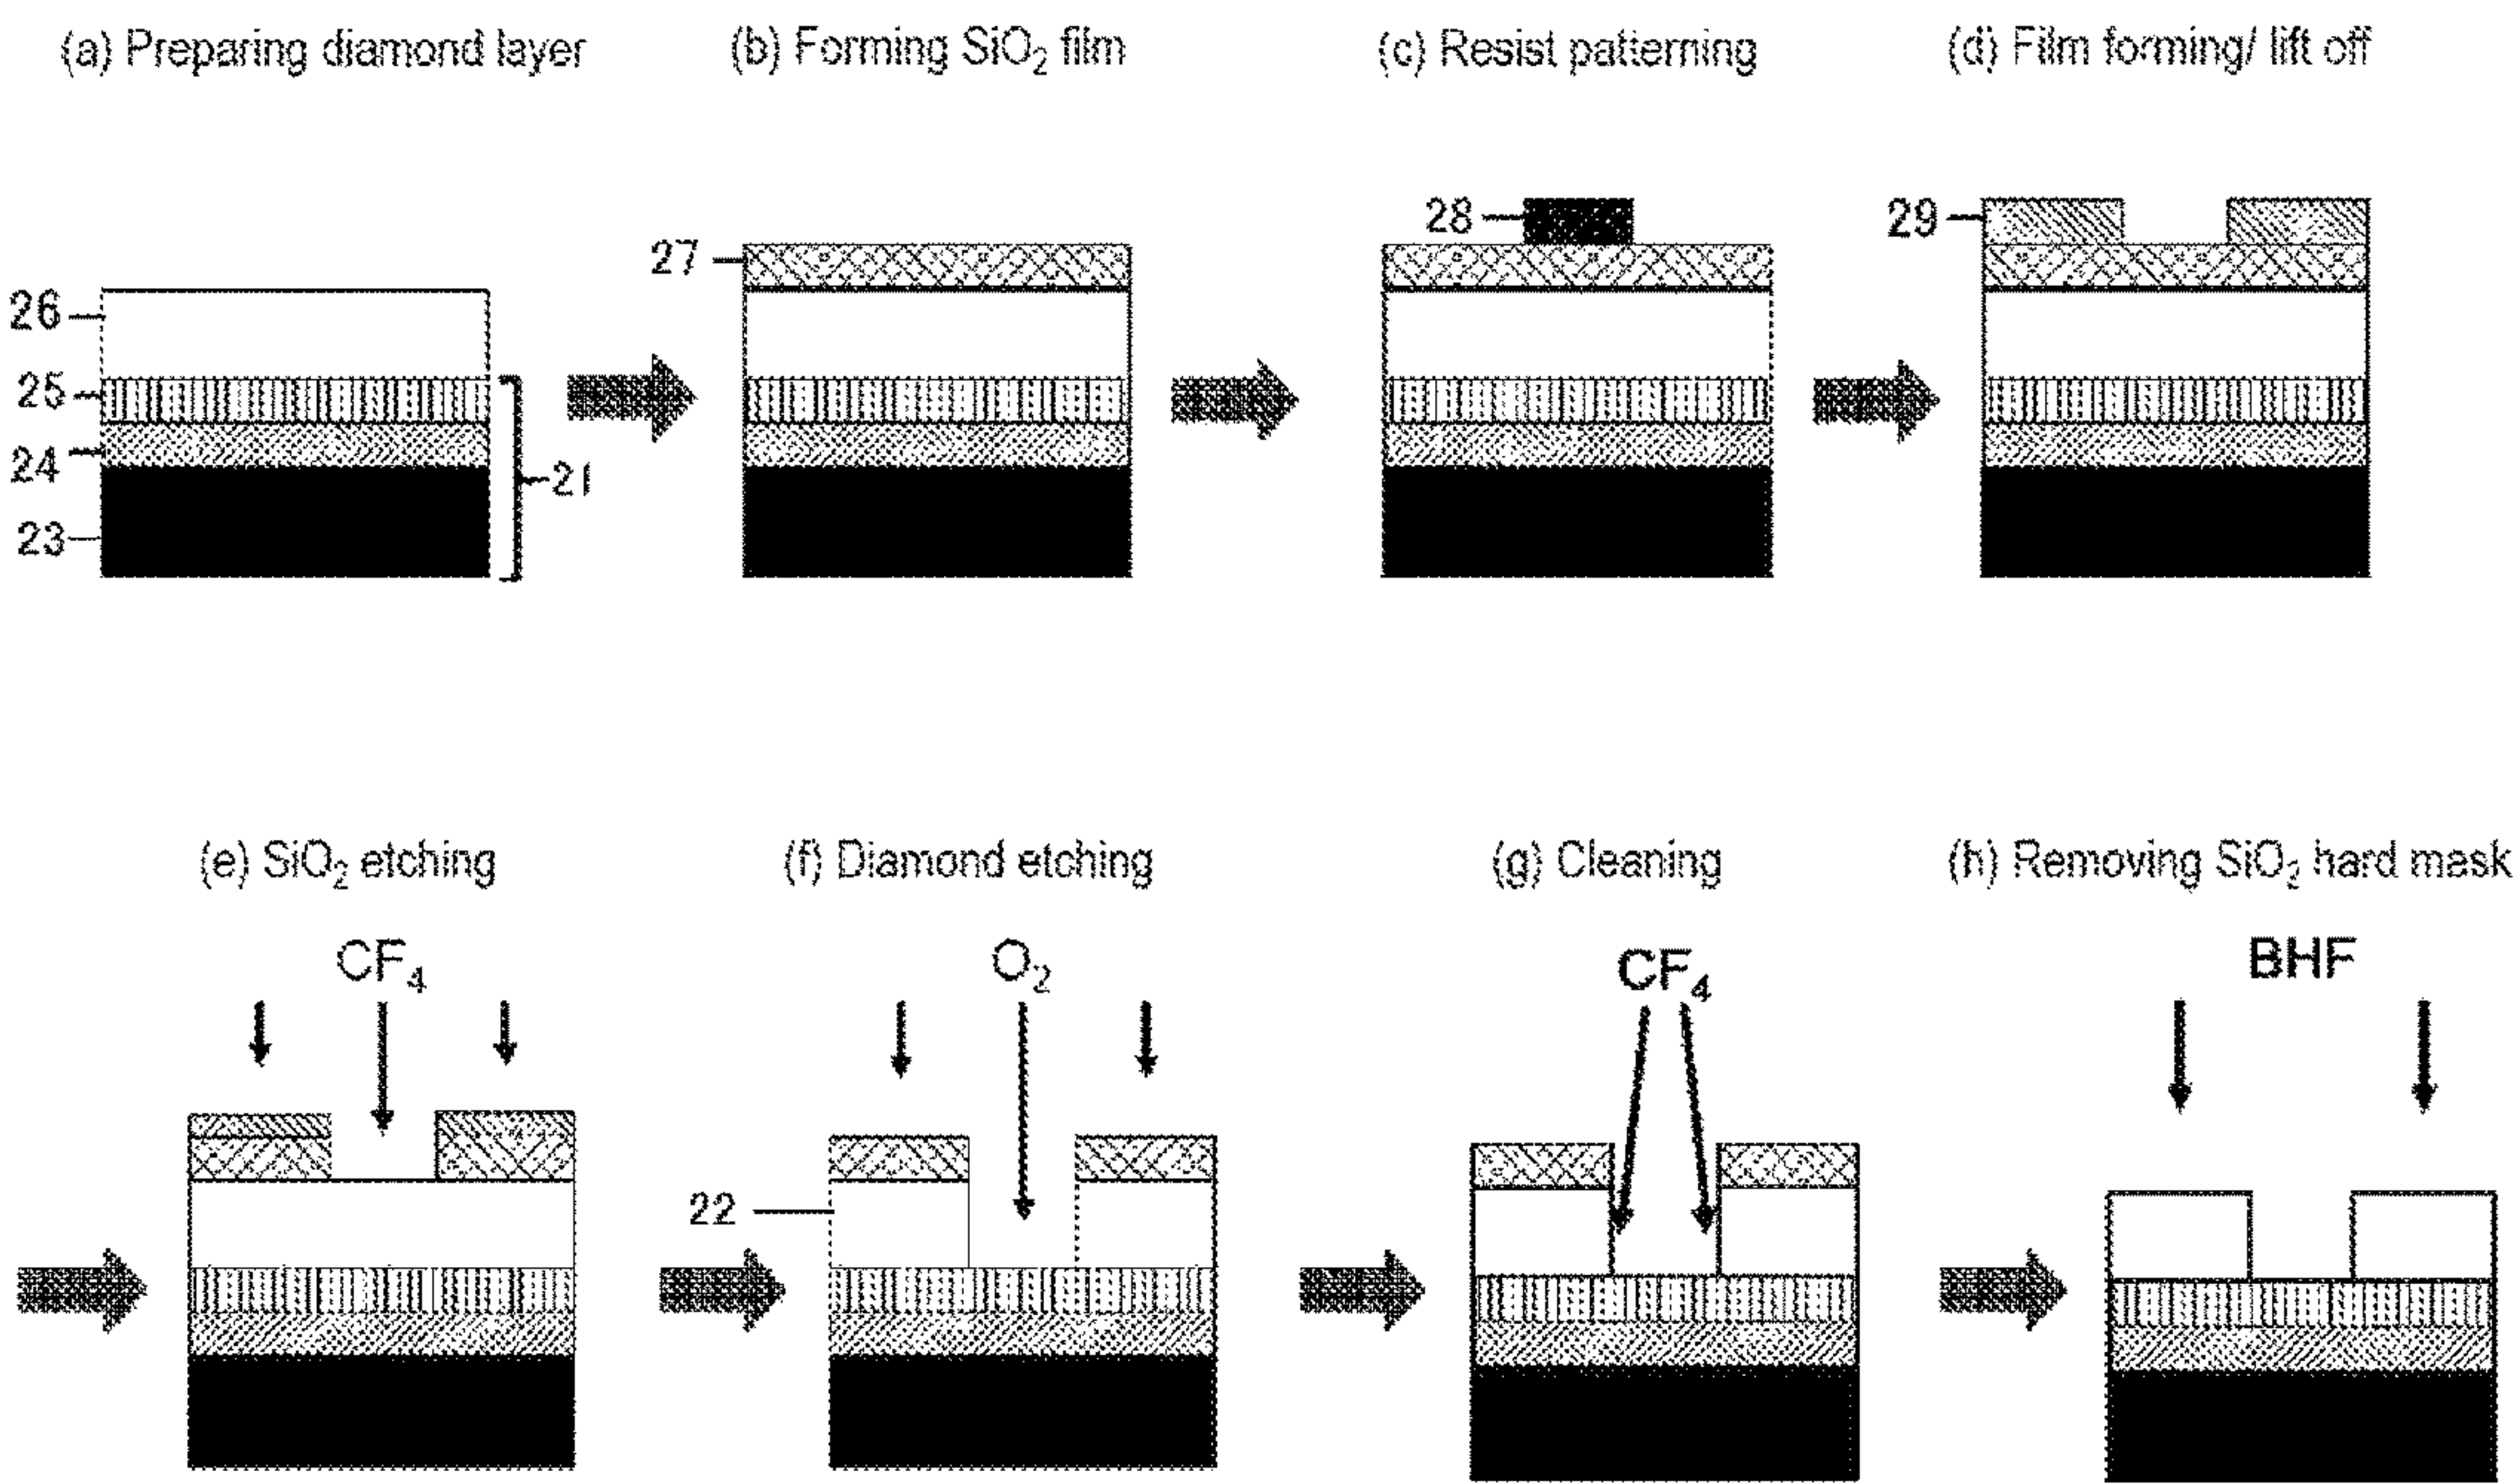 (a) Preparing diamond layer
(b) Forming SiO₂ film
(c) Resist patterning
(d) Film forming/ lift off
28
29
27
26
25
24
21
23
(e) SiO₂ etching
(f) Diamond etching
(g) Cleaning
(h) Removing SiO₂ hard mask
CF₄
O₂
CF₄
BHF
22